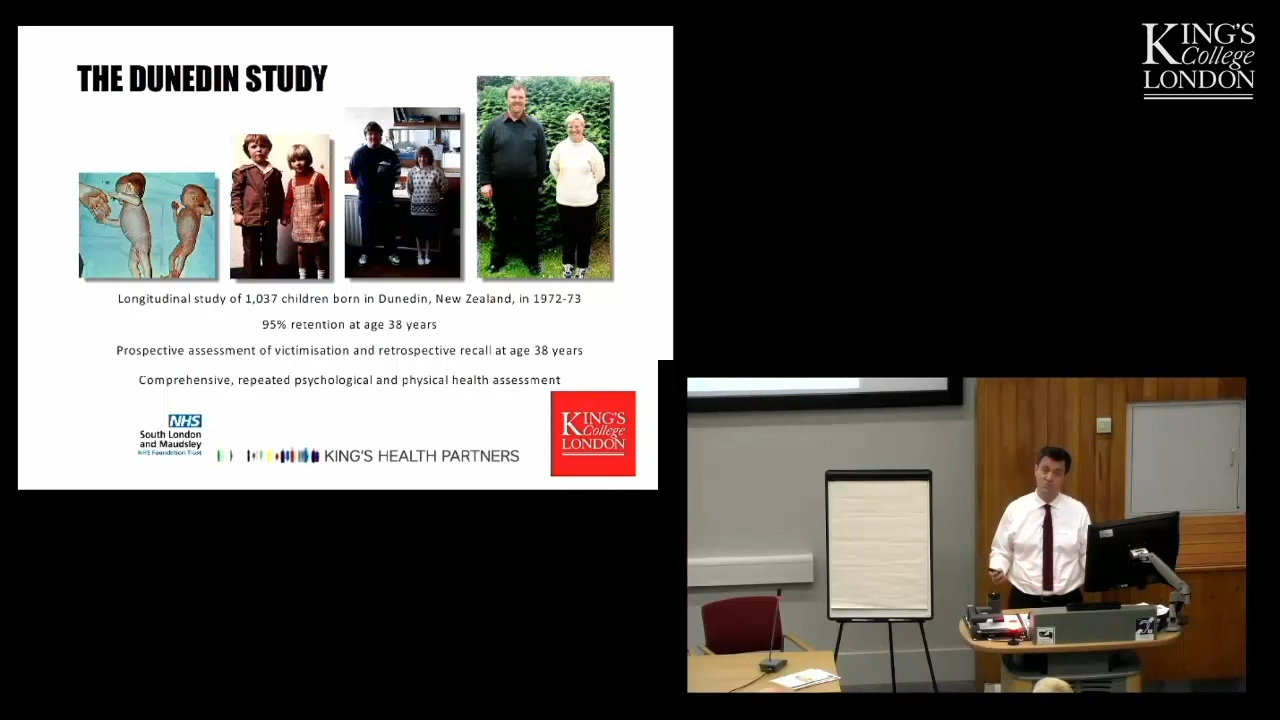 THE DUNEDIN STUDY
Longitudinal study of 1,037 children born in Dunedin, New Zealand, in 1972-73
95% retention at age 38 years
Prospective assessment of victimisation and retrospective recall at age 38 years
Comprehensive, repeated psychological and physical health assessment
NHS
South London
and Maudsley
NHS Foundation Trust
KING'S HEALTH PARTNERS
KING'S
College
LONDON
KING'S
College
LONDON